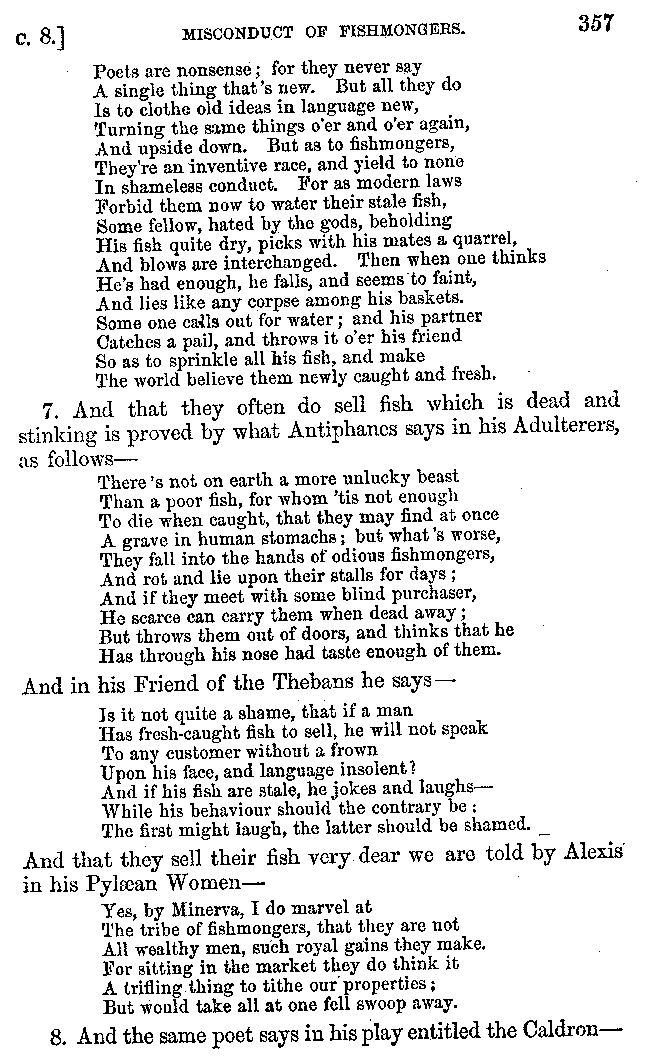 c. 8.] MISCONDUCT OF FISHMONGERS. 357
Poets are nonsense; for they never say
A single thing that's new. But all they do
Is to clothe old ideas in language new,
Turning the same things o'er and o'er again,
And upside down. But as to fishmongers,
They're an inventive race, and yield to none
In shameless conduct. For as modern laws
Forbid them now to water their stale fish,
Some fellow, hated by the gods, beholding
His fish quite dry, picks with his mates a quarrel,
And blows are interchanged. Then when one thinks
He's had enough, he falls, and seems to faint,
And lies like any corpse among his baskets.
Some one calls out for water; and his partner
Catches a pail, and throws it o'er his friend
So as to sprinkle all his fish, and make
The world believe them newly caught and fresh.
7. And that they often do sell fish which is dead and
stinking is proved by what Antiphanes says in his Adulterers,
as follows—
There's not on earth a more unlucky beast
Than a poor fish, for whom 'tis not enough
To die when caught, that they may find at once
A grave in human stomachs; but what's worse,
They fall into the hands of odious fishmongers,
And rot and lie upon their stalls for days;
And if they meet with some blind purchaser,
He scarce can carry them when dead away;
But throws them out of doors, and thinks that he
Has through his nose had taste enough of them.
And in his Friend of the Thebans he says—
Is it not quite a shame, that if a man
Has fresh-caught fish to sell, he will not speak
To any customer without a frown
Upon his face, and language insolent?
And if his fish are stale, he jokes and laughs—
While his behaviour should the contrary be:
The first might laugh, the latter should be shamed.
And that they sell their fish very dear we are told by Alexis
in his Pylæan Women—
Yes, by Minerva, I do marvel at
The tribe of fishmongers, that they are not
All wealthy men, such royal gains they make.
For sitting in the market they do think it
A trifling thing to tithe our properties;
But would take all at one fell swoop away.
8. And the same poet says in his play entitled the Caldron—